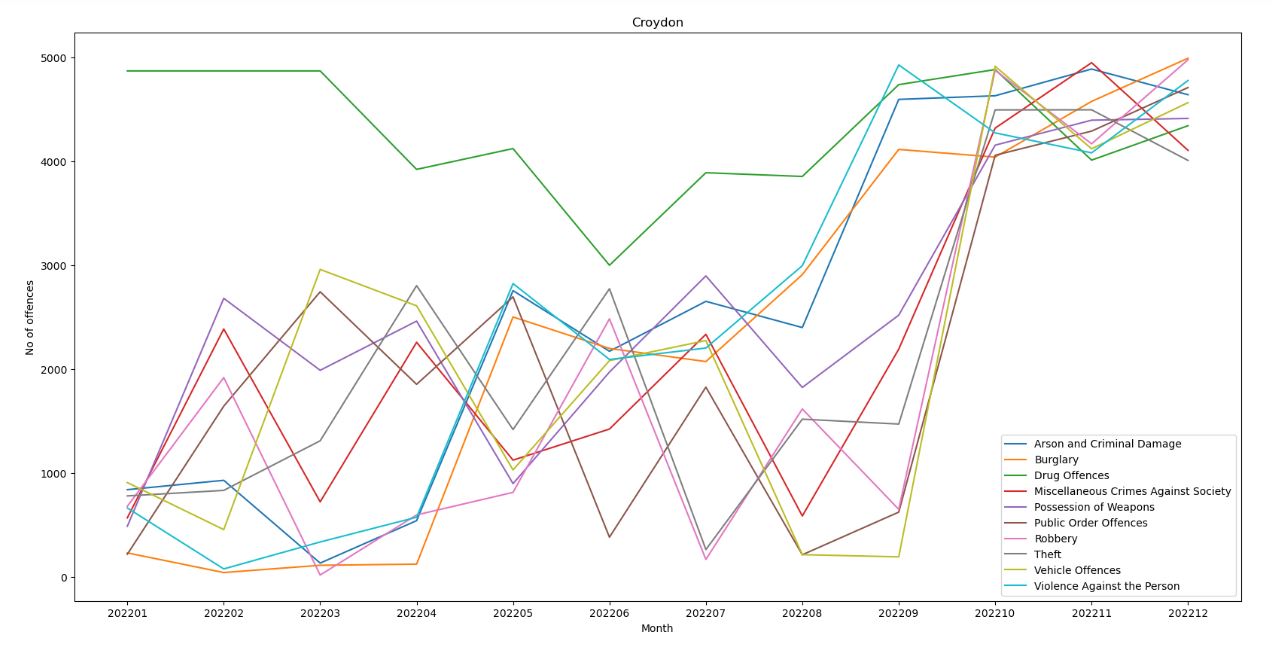 Croydon
5000
4000
3000
2000
1000
0
No of offences
202201 202202 202203 202204 202205 202206 202207 202208 202209 202210 202211 202212
Month
Arson and Criminal Damage
Burglary
Drug Offences
Miscellaneous Crimes Against Society
Possession of Weapons
Public Order Offences
Robbery
Theft
Vehicle Offences
Violence Against the Person